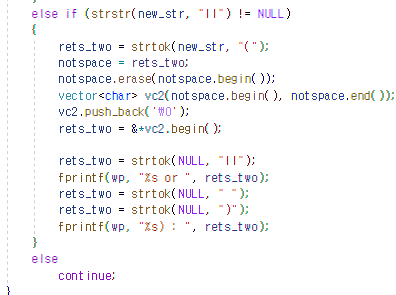 }
else if (strstr(new_str, "||") != NULL)
{
rets_two = strtok(new_str, "(");
notspace = rets_two;
notspace.erase(notspace.begin());
vector<char> vc2(notspace.begin(), notspace.end());
vc2.push_back('₩0');
rets_two = &*vc2.begin();
rets_two = strtok(NULL, "||");
fprintf(wp, "%s or ", rets_two);
rets_two = strtok(NULL, " ");
rets_two = strtok(NULL, ")");
fprintf(wp, "%s) : ", rets_two);
}
else
continue;
}